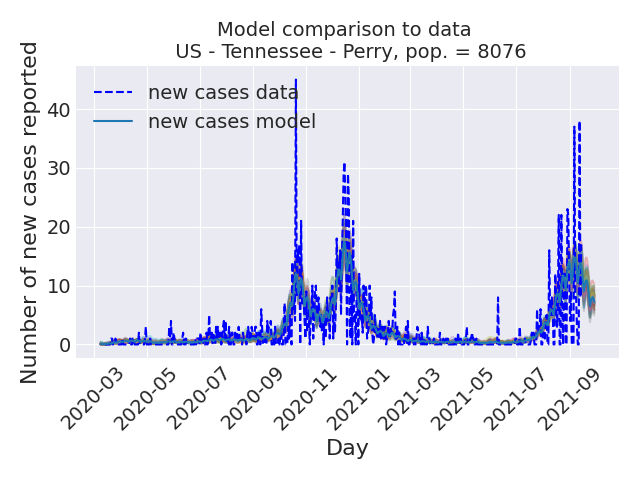 Model comparison to data
US - Tennessee - Perry, pop. = 8076
Number of new cases reported
40
30
20
10
0
new cases data
new cases model
2020-03
2020-05
2020-07
2020-09
2020-11
2021-01
2021-03
2021-05
2021-07
2021-09
Day